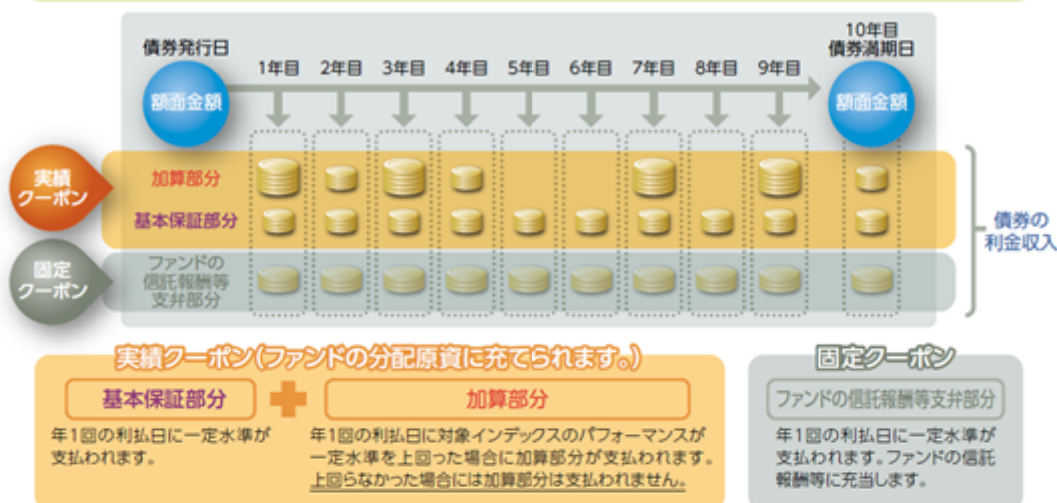 10年目
債券発行日
債券満期日
1年目 2年目 3年目 4年目 5年目 6年目 7年目 8年目 9年目
額面金額
額面金額
実績
クーポン
加算部分
基本保証部分
固定
クーポン
ファンドの
信託報酬等
支弁部分
債券の
利金収入
実績クーポン(ファンドの分配原資に充てられます。)
基本保証部分
加算部分
年1回の利払日に一定水準が
支払われます。
年1回の利払日に対象インデックスのパフォーマンスが
一定水準を上回った場合に加算部分が支払われます。
上回らなかった場合には加算部分は支払われません。
固定クーポン
ファンドの信託報酬等支弁部分
年1回の利払日に一定水準が
支払われます。ファンドの信託
報酬等に充当します。